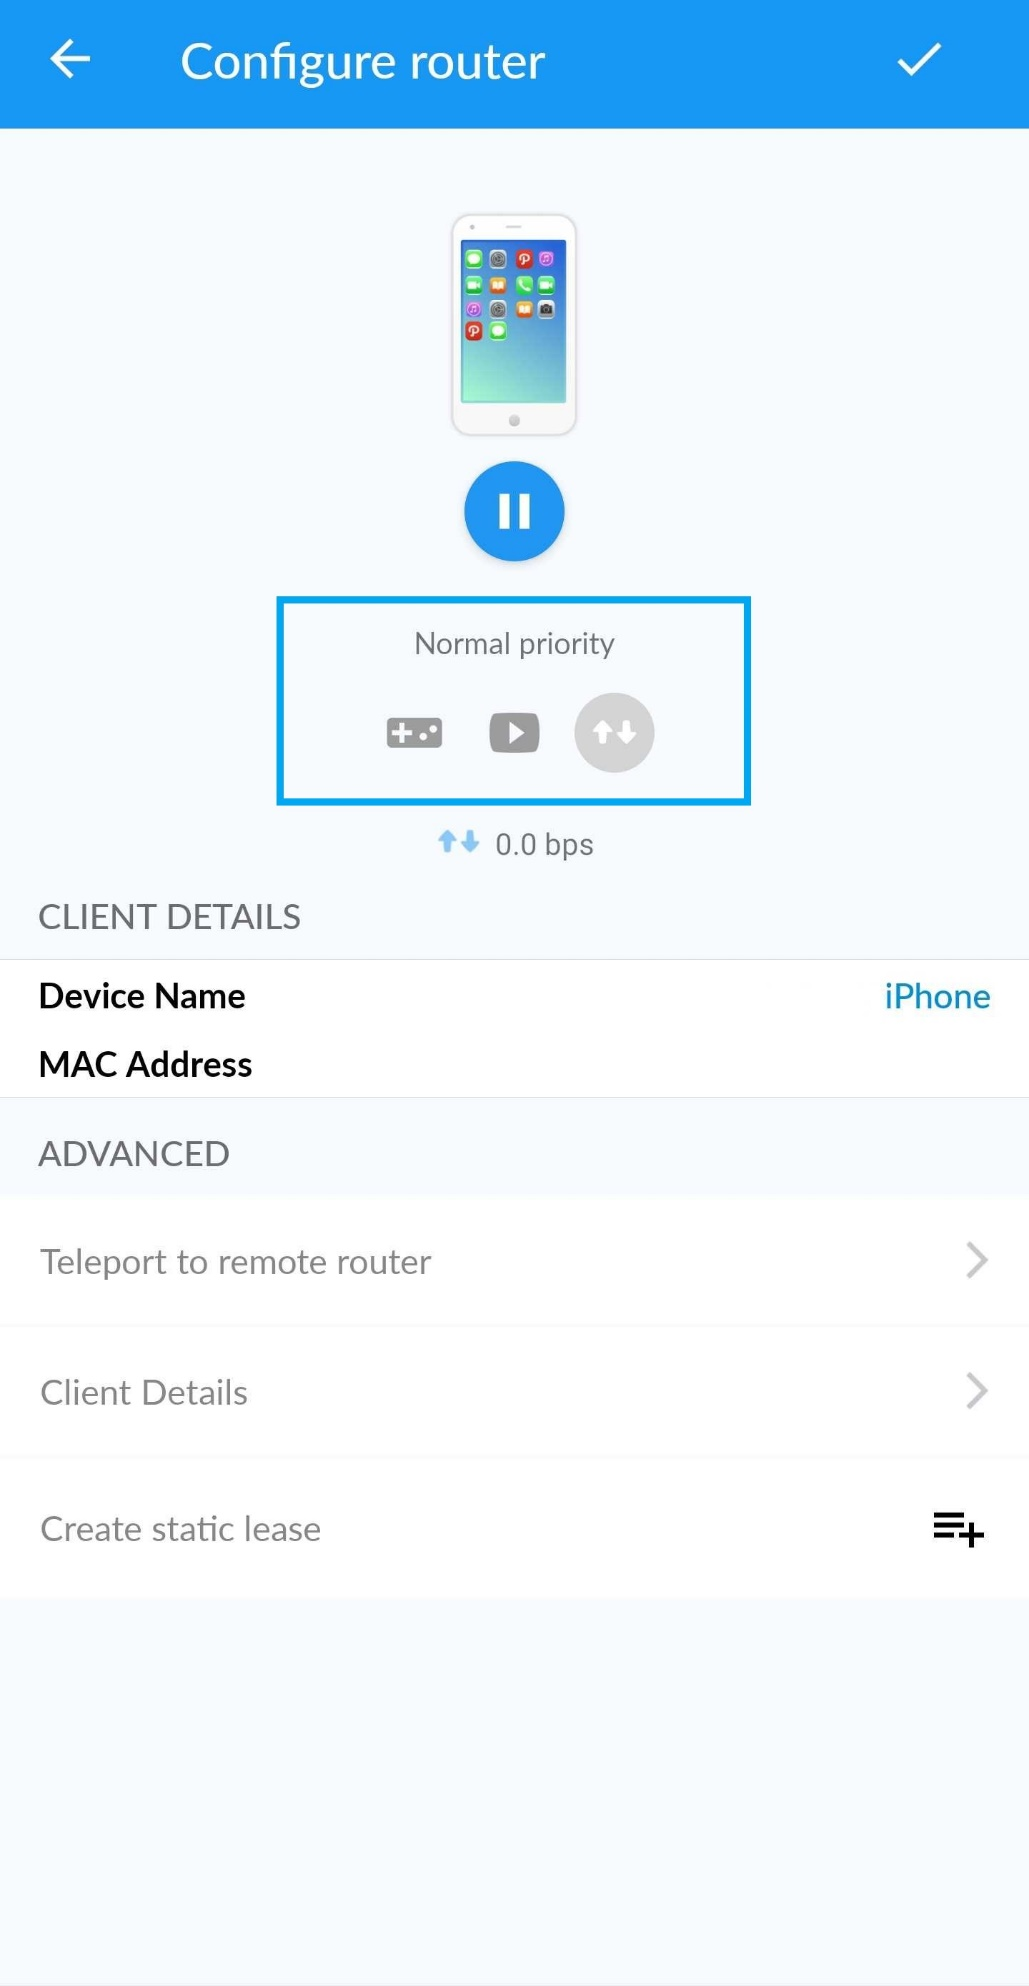 Configure router
Normal priority
0.0 bps
CLIENT DETAILS
Device Name iPhone
MAC Address
ADVANCED
Teleport to remote router
Client Details
Create static lease